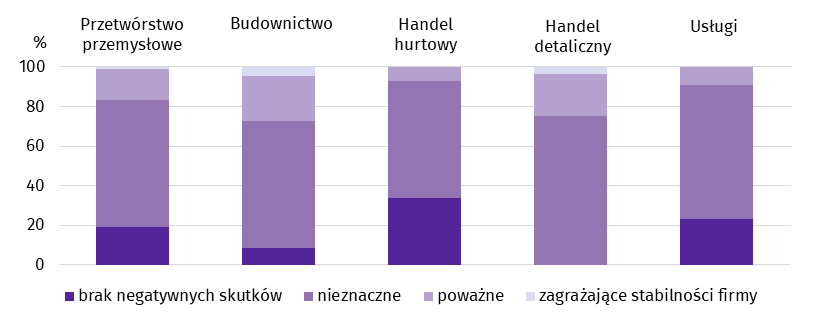 Przetwórstwo
przemysłowe
Budownictwo
Handel
hurtowy
Handel
detaliczny
Usługi
%
100
80
60
40
20
0
brak negatywnych skutków nieznaczne poważne zagrażające stabilności firmy